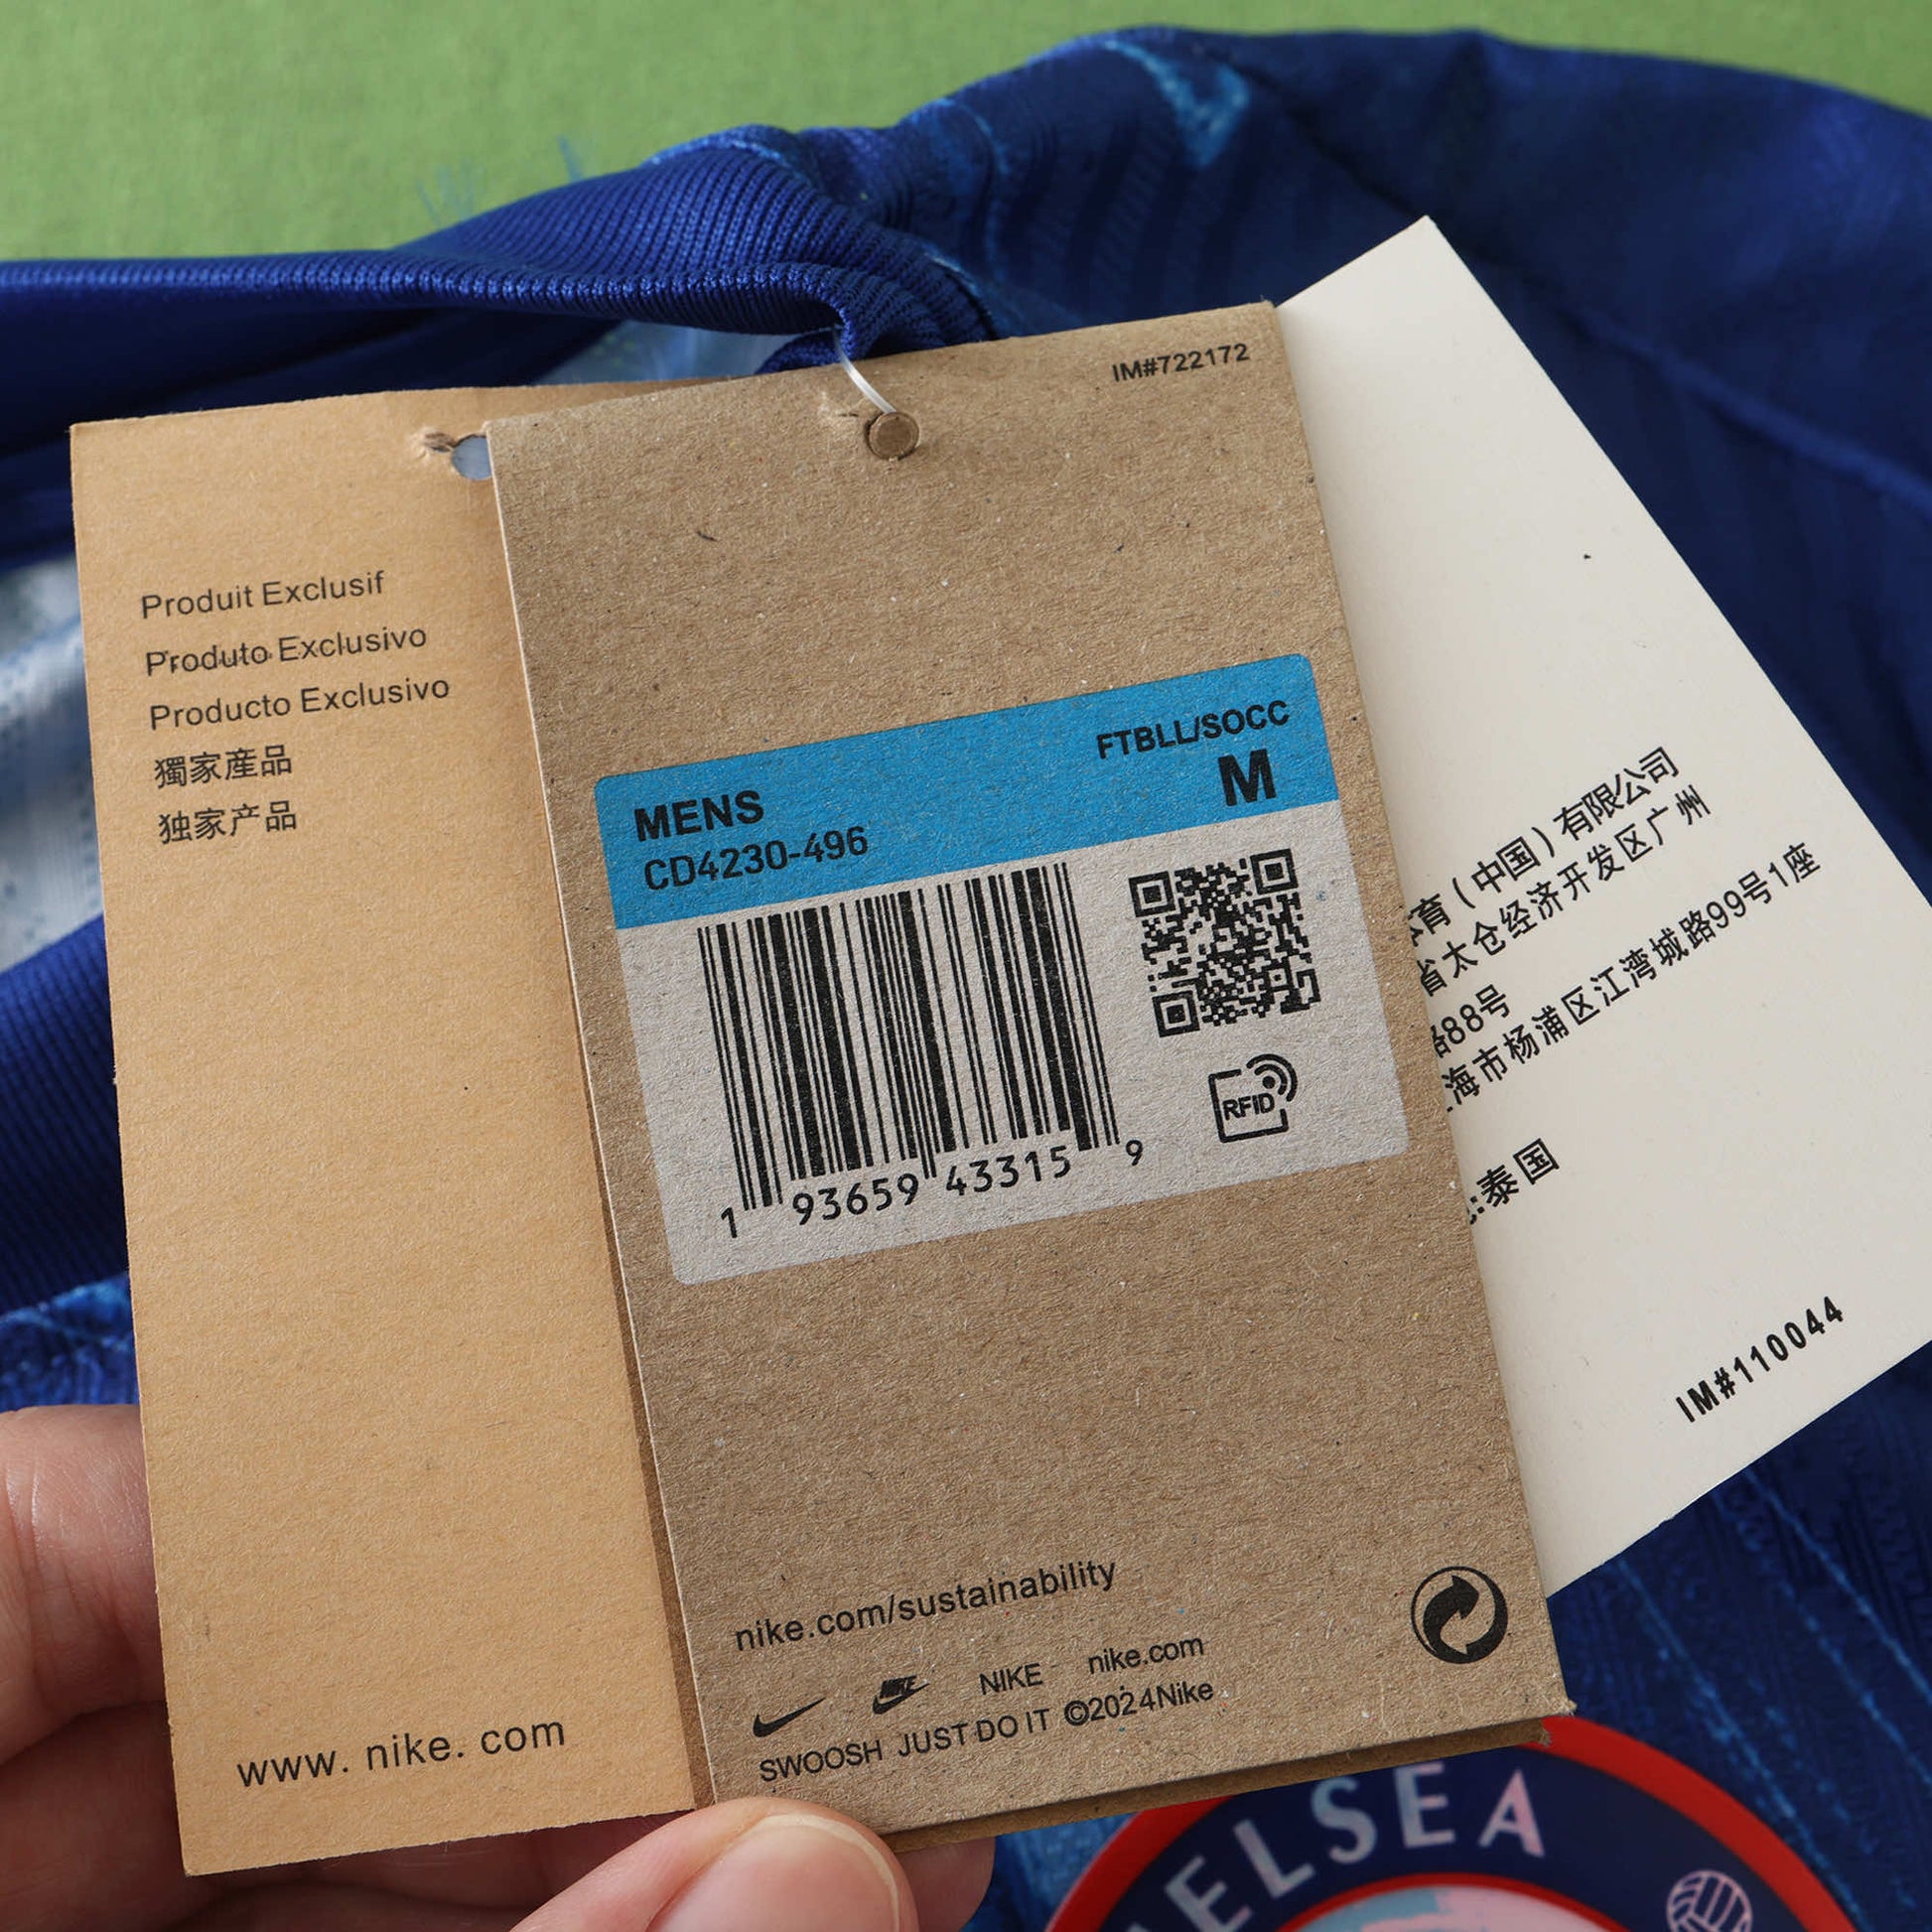 Produit Exclusif
Produto Exclusivo
Producto Exclusivo
獨家産品
独家产品
www. nike. com
IM#722172
FTBLL/SOCC
MENS M
CD4230-496
1 93659 43315 9
RFID
nike.com/sustainability
NIKE NIKE nike.com
SWOOSH JUST DO IT ©2024Nike
育(中国)有限公司
省太仓经济开发区广州
路88号
海市杨浦区江湾城路99号1座
:泰国
IM#110044
ELSEA